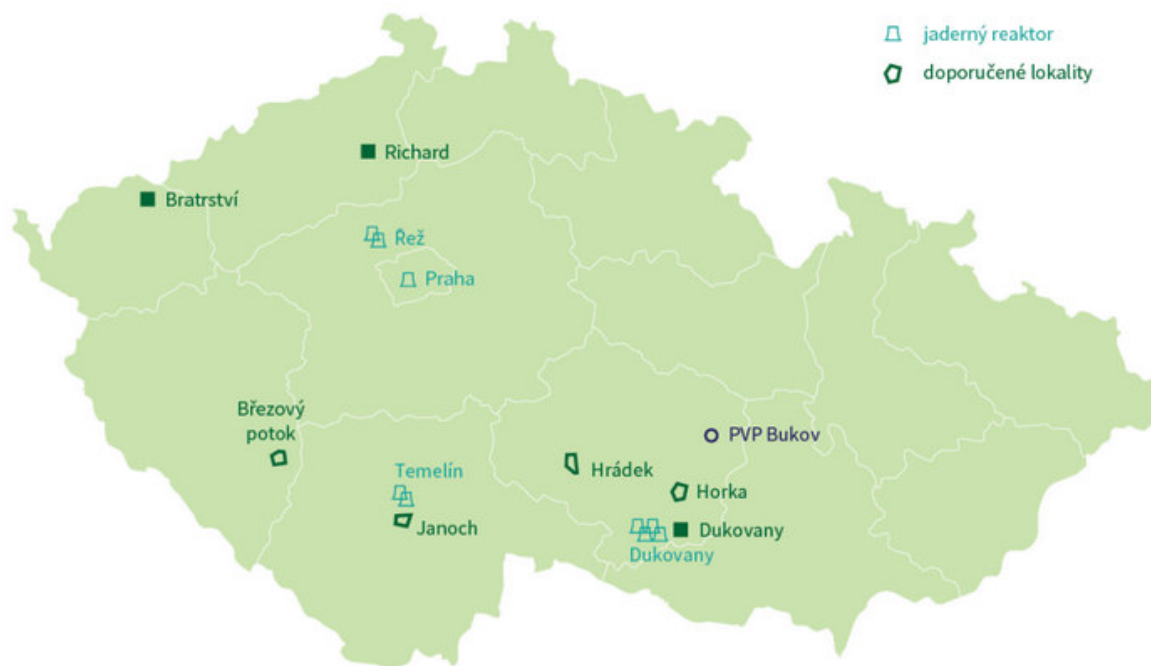 jaderný reaktor
doporučené lokality
Richard
Bratrství
Řež
Praha
Březový
potok
PVP Bukov
Temelín
Hrádek
Horka
Janoch
Dukovany
Dukovany